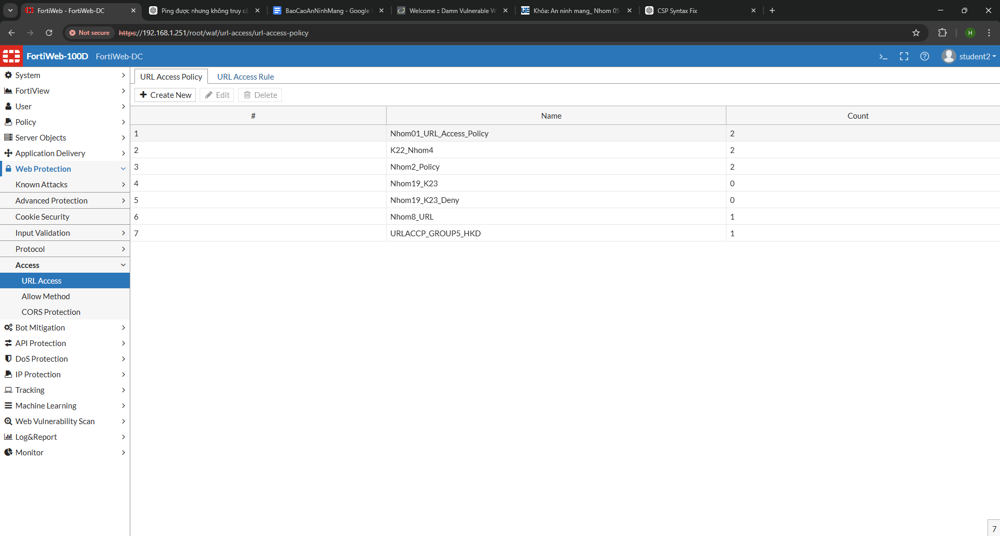 FortiWeb - FortiWeb-DC
Ping được nhưng không truy cậ
BaoCaoAnNinhMang - Google
Welcome :: Damn Vulnerable W
Khóa: An ninh mang_ Nhom 05
CSP Syntax Fix
Not secure
https://192.168.1.251/root/waf/url-access/url-access-policy
H
FortiWeb-100D FortiWeb-DC
student2
System
FortiView
User
Policy
Server Objects
Application Delivery
Web Protection
Known Attacks
Advanced Protection
Cookie Security
Input Validation
Protocol
Access
URL Access
Allow Method
CORS Protection
Bot Mitigation
API Protection
DoS Protection
IP Protection
Tracking
Machine Learning
Web Vulnerability Scan
Log&Report
Monitor
URL Access Policy URL Access Rule
Create New Edit Delete
# Name Count
1 Nhom01_URL_Access_Policy 2
2 K22_Nhom4 2
3 Nhom2_Policy 2
4 Nhom19_K23 0
5 Nhom19_K23_Deny 0
6 Nhom8_URL 1
7 URLACCP_GROUP5_HKD 1
7